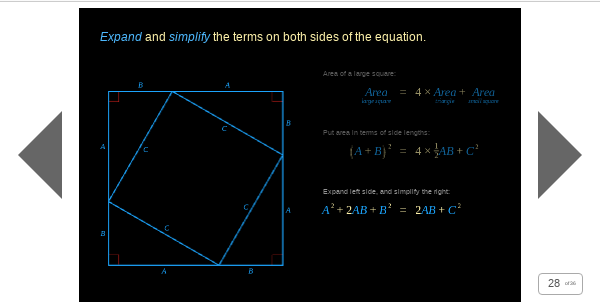 Expand and simplify the terms on both sides of the equation.
Area of a large square:
Area large square = 4 × Area triangle + Area small square
Put area in terms of side lengths:
(A + B)² = 4 × ½AB + C²
Expand left side, and simplify the right:
A² + 2AB + B² = 2AB + C²
B A
B
A
C
C
C
C
A
B
A B
28 of 36